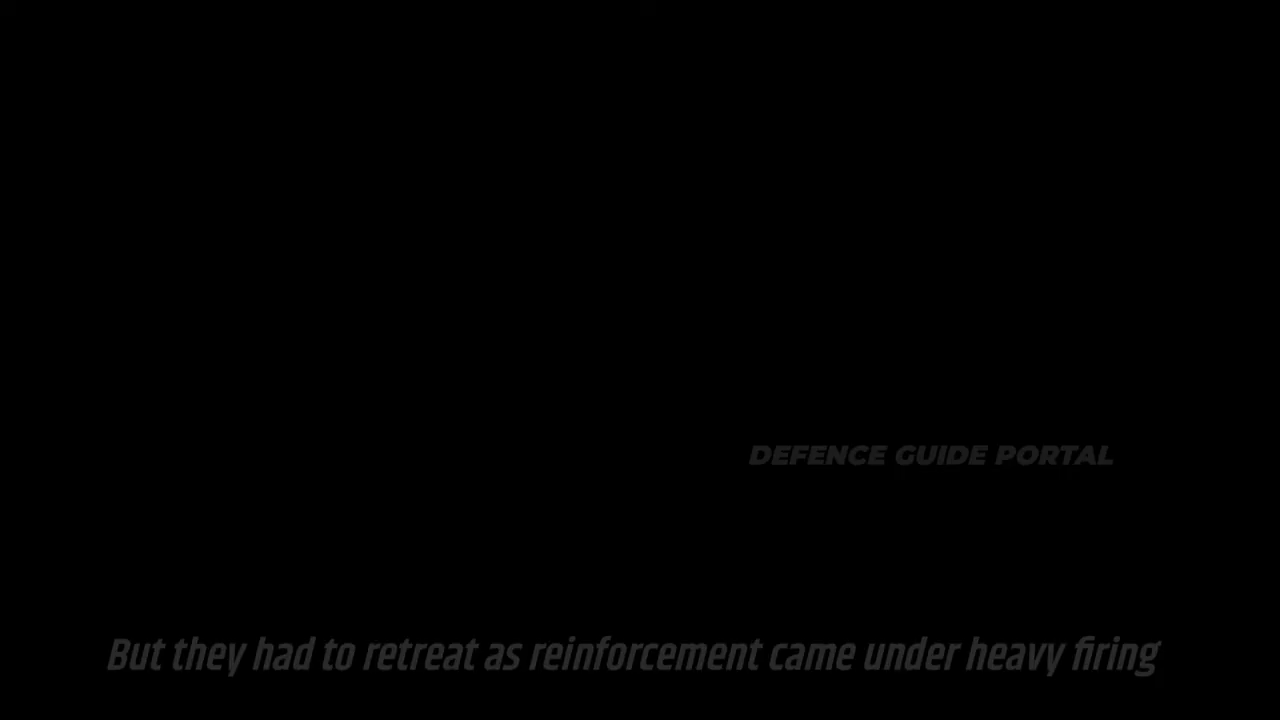 DEFENCE GUIDE PORTAL
But they had to retreat as reinforcement came under heavy firing